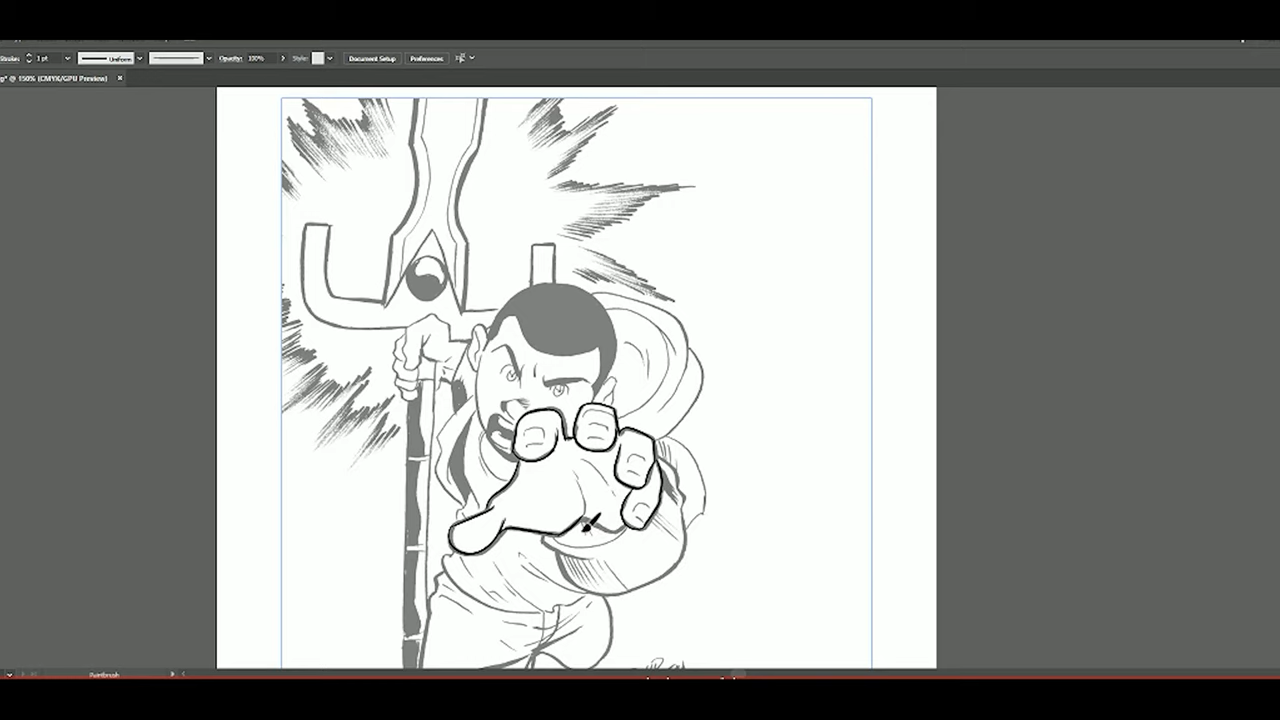 Stroke: 1 pt Uniform Opacity: 100% Style: Document Setup Preferences
@ 150% (CMYK/GPU Preview) ×
Paintbrush